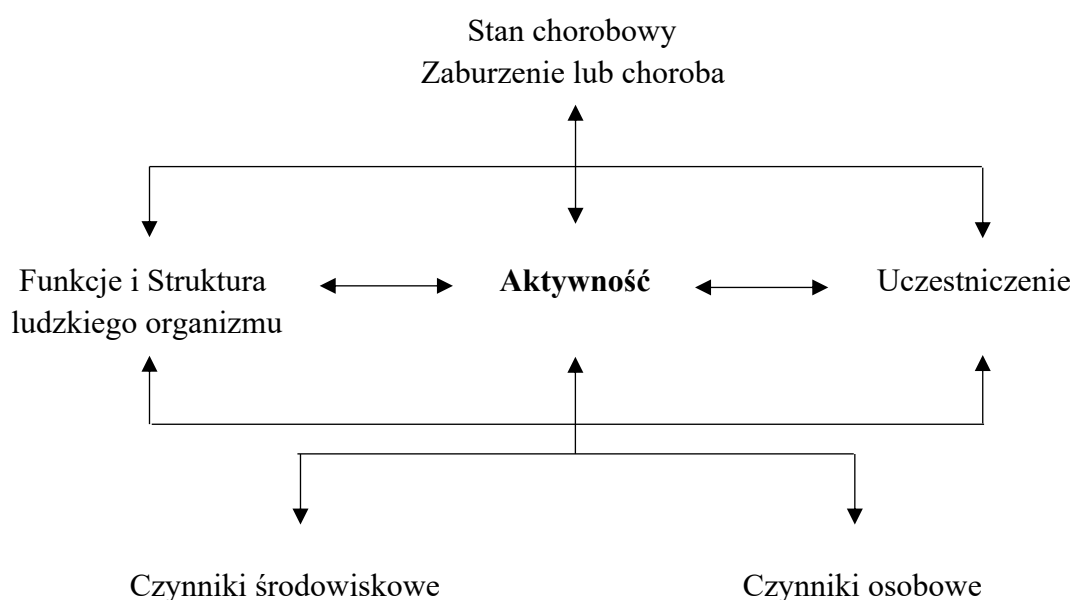 Stan chorobowy
Zaburzenie lub choroba
Funkcje i Struktura
ludzkiego organizmu
Aktywność
Uczestniczenie
Czynniki środowiskowe
Czynniki osobowe